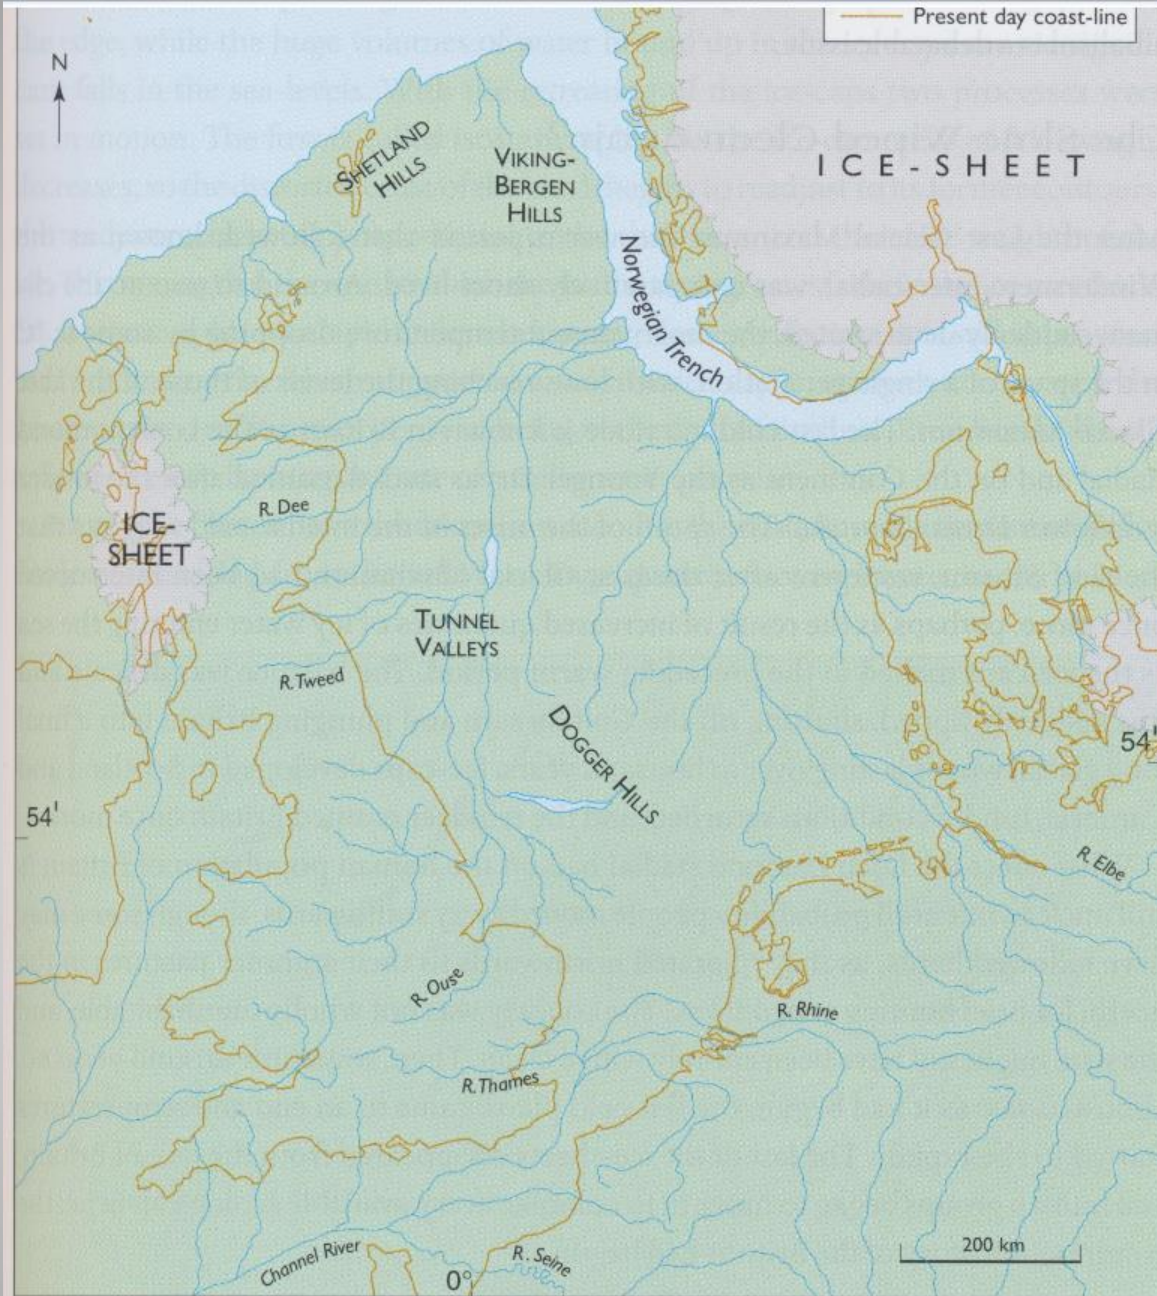 Present day coast-line
N
ICE-SHEET
SHETLAND
HILLS
VIKING-
BERGEN
HILLS
Norwegian Trench
R. Dee
ICE-
SHEET
TUNNEL
VALLEYS
R. Tweed
DOGGER HILLS
54'
54'
R. Elbe
R. Ouse
R. Rhine
R. Thames
200 km
Channel River
R. Seine
0°